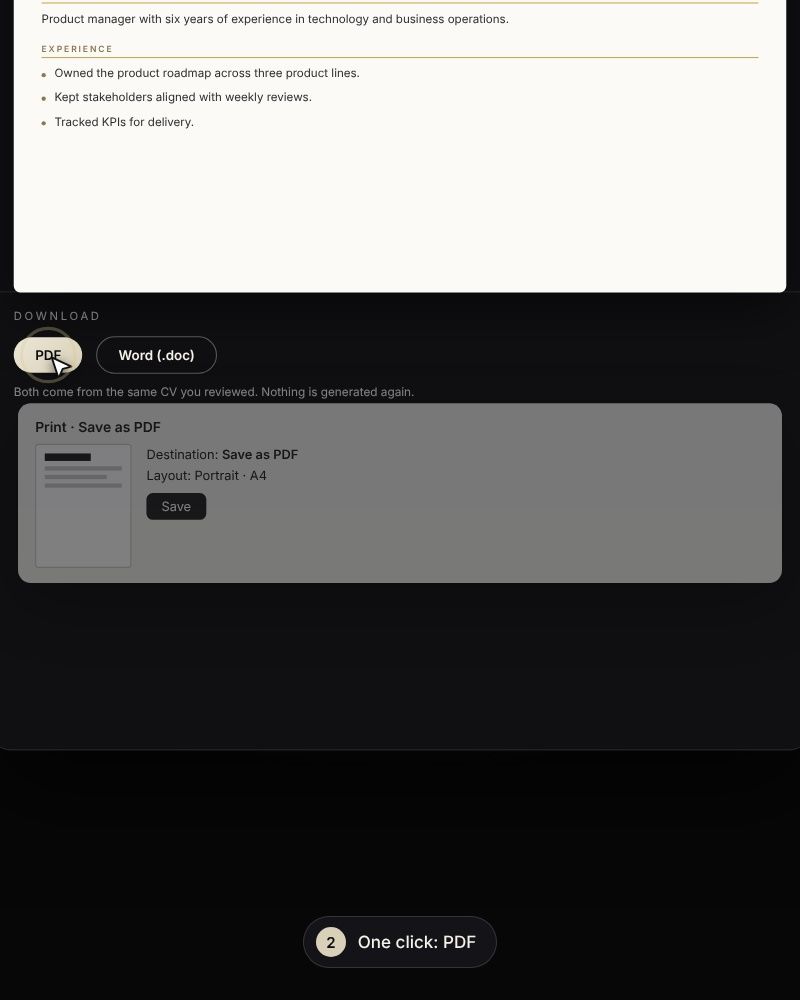 Product manager with six years of experience in technology and business operations.
EXPERIENCE
Owned the product roadmap across three product lines.
Kept stakeholders aligned with weekly reviews.
Tracked KPIs for delivery.
DOWNLOAD
PDF
Word (.doc)
Both come from the same CV you reviewed. Nothing is generated again.
Print · Save as PDF
Destination: Save as PDF
Layout: Portrait · A4
Save
2 One click: PDF